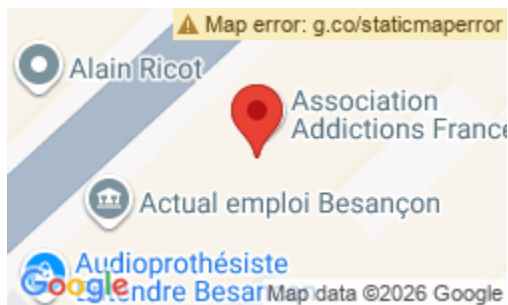 Map error: g.co/staticmaperror
Alain Ricot
Association
Addictions France
Actual emploi Besançon
Audioprothésiste
Google
Map data ©2026 Google